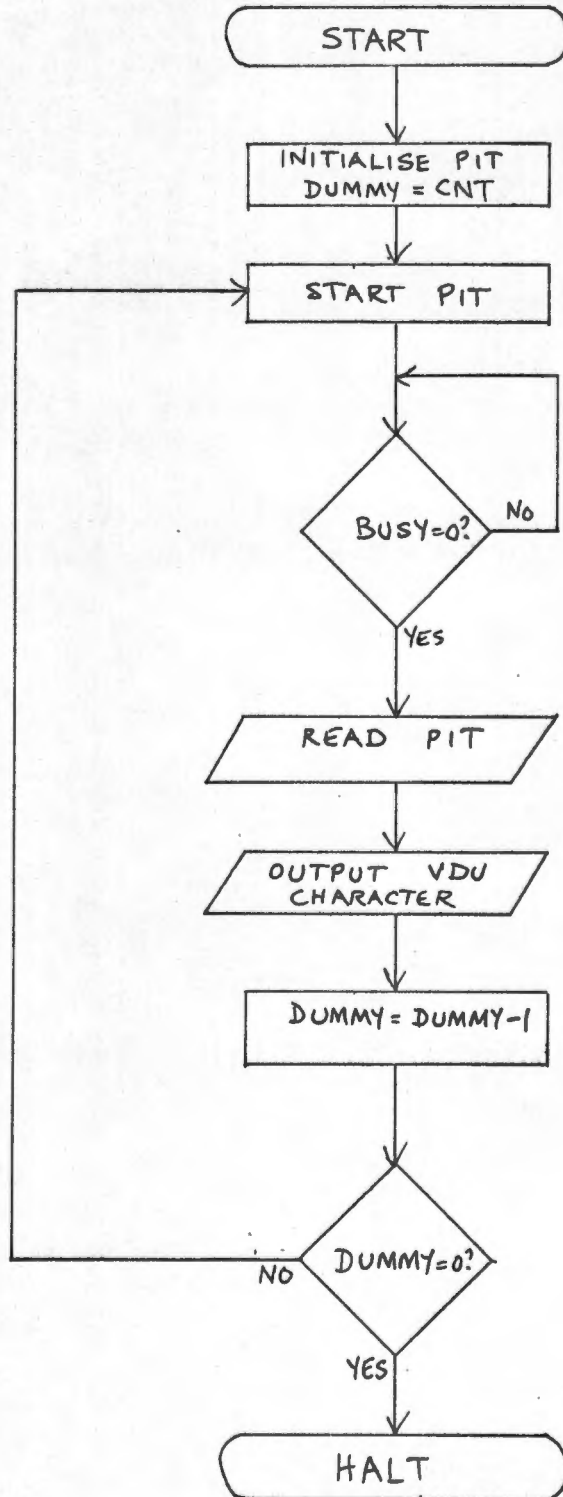 START
INITIALISE PIT
DUMMY = CNT
START PIT
BUSY=0?
NO
YES
READ PIT
OUTPUT VDU
CHARACTER
DUMMY = DUMMY-1
DUMMY=0?
NO
YES
HALT